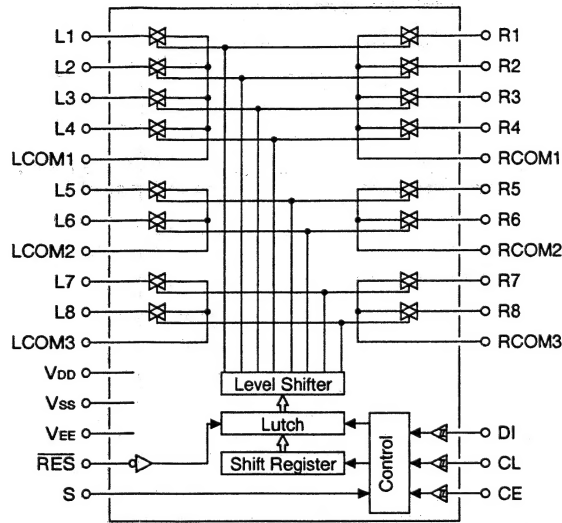 L1
R1
L2
R2
L3
R3
L4
R4
LCOM1
RCOM1
L5
R5
L6
R6
LCOM2
RCOM2
L7
R7
L8
R8
LCOM3
RCOM3
VDD
Level Shifter
VSS
Lutch
VEE
DI
RES
Shift Register
Control
CL
S
CE